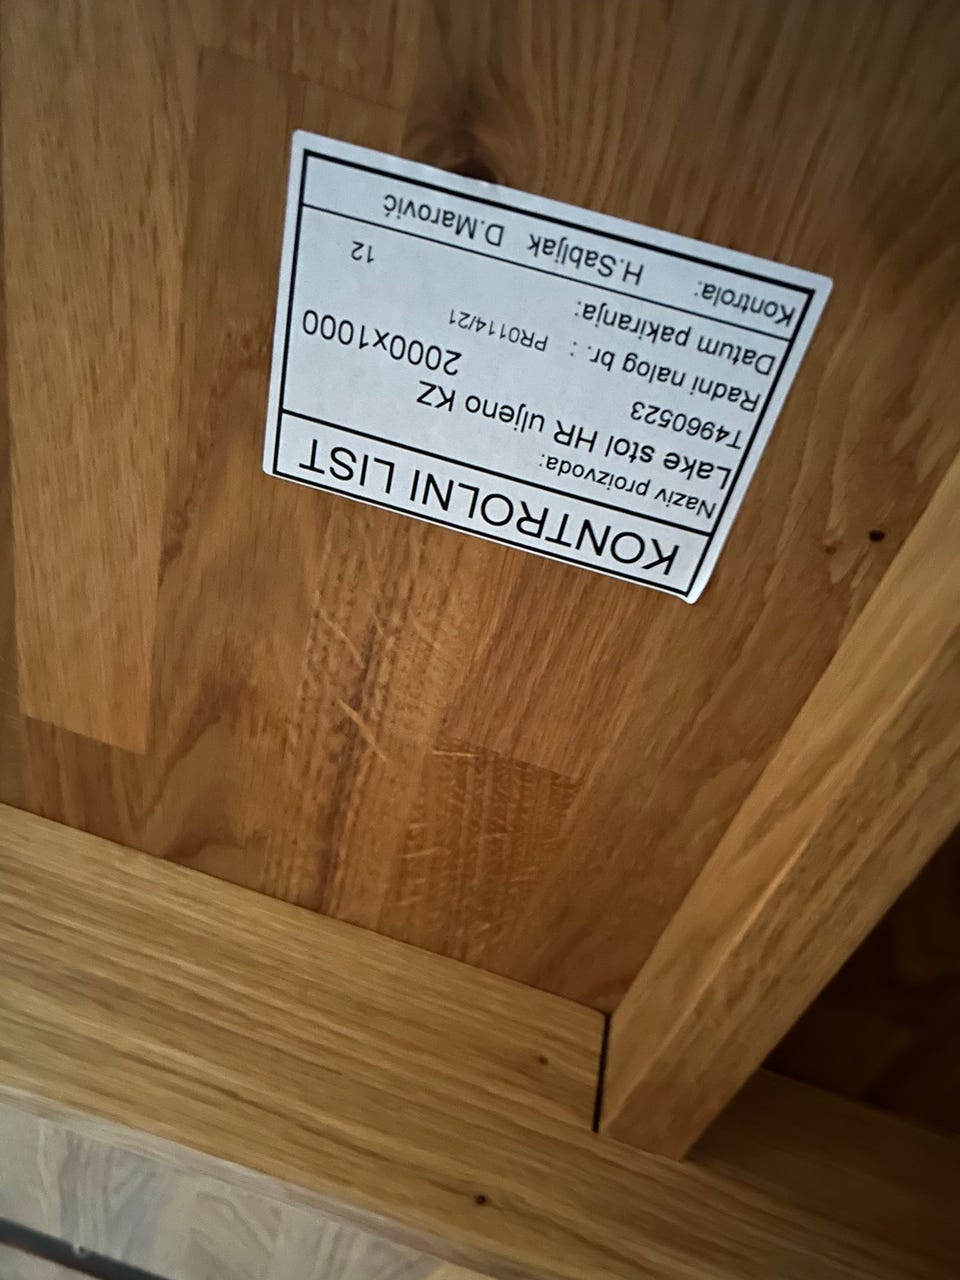 KONTROLNI LIST
Naziv proizvoda:
Lake stol HR uljeno KZ
T4960523 2000x1000
Radni nalog br. : PR0114/21
Datum pakiranja: 12
Kontrola: H.Sabljak D.Marović